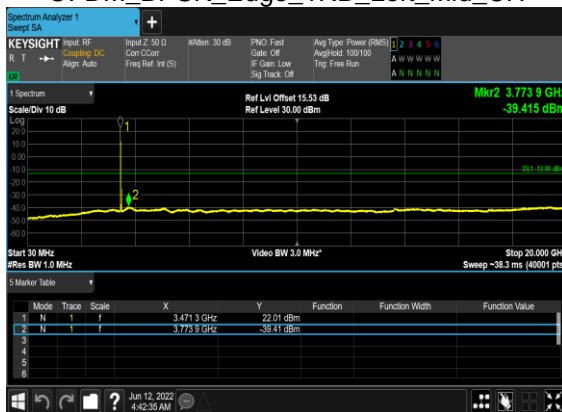 Spectrum Analyzer 1
Swept SA
+
KEYSIGHT Input: RF Input Z: 50 Ω #Atten: 30 dB PNO: Fast Avg Type: Power (RMS) 1 2 3 4 5 6
R T Coupling: DC Corr CCorr Gate: Off Avg|Hold: 100/100 A W W W W W
Align: Auto Freq Ref: Int (S) IF Gain: Low Trig: Free Run A N N N N N
Sig Track: Off
LU
1 Spectrum Ref Lvl Offset 15.53 dB Mkr2 3.773 9 GHz
Scale/Div 10 dB Ref Level 30.00 dBm -39.415 dBm
Log
20.0
1
10.0
0.00
-10.0
DL1 -13.00 dB
-20.0
-30.0
2
-40.0
-50.0
-60.0
Start 30 MHz Video BW 3.0 MHz* Stop 20.000 GH
#Res BW 1.0 MHz Sweep ~38.3 ms (40001 pts
5 Marker Table
Mode Trace Scale X Y Function Function Width Function Value
1 N 1 f 3.471 3 GHz 22.01 dBm
2 N 1 f 3.773 9 GHz -39.41 dBm
3
4
5
6
? Jun 12, 2022
4:42:35 AM